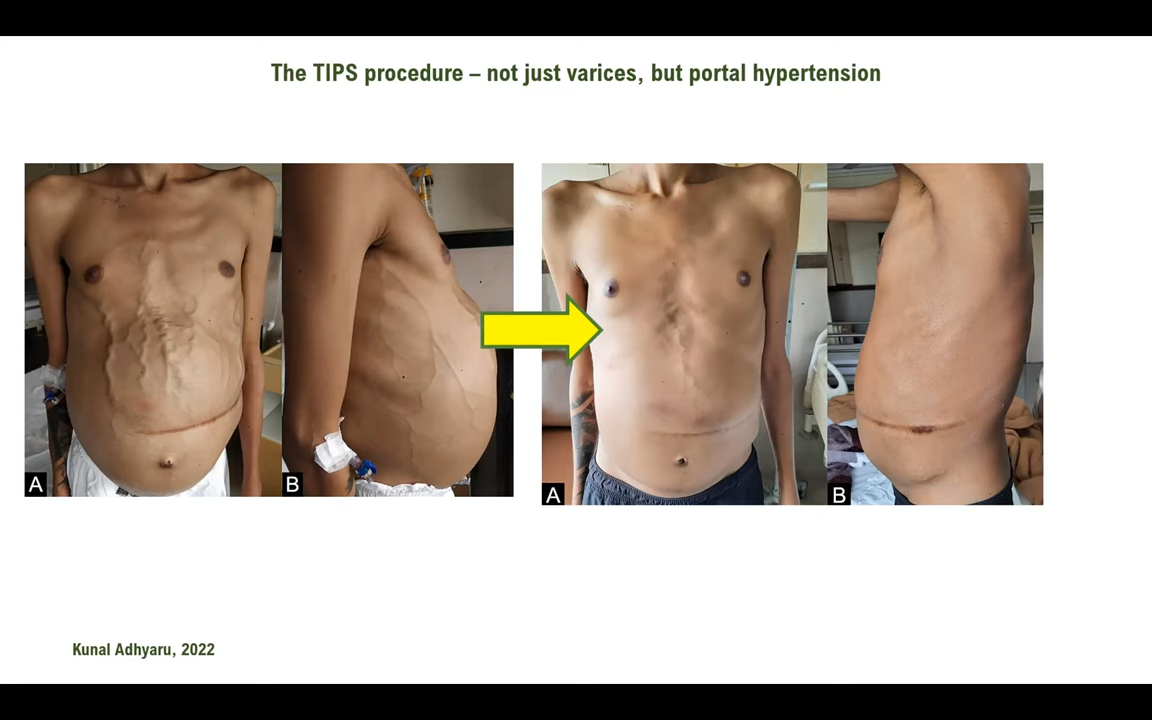 The TIPS procedure – not just varices, but portal hypertension
A
B
A
B
Kunal Adhyaru, 2022